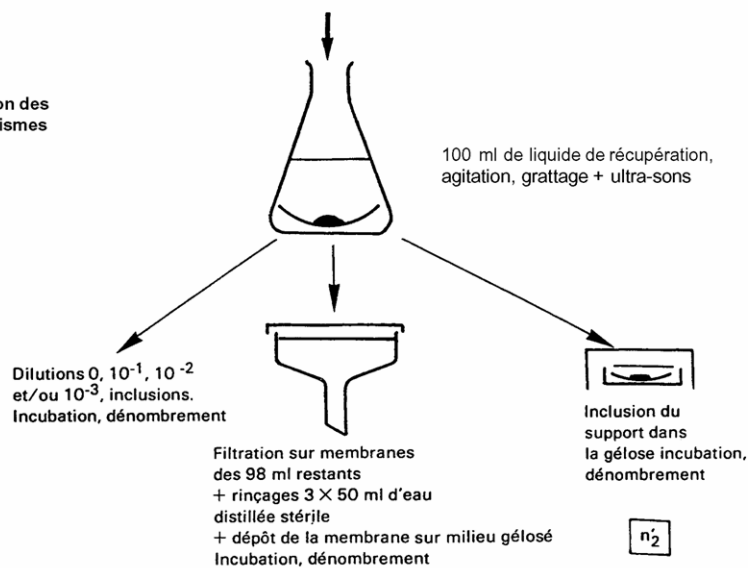 on des
ismes
100 ml de liquide de récupération,
agitation, grattage + ultra-sons
Dilutions 0, 10⁻¹, 10 ⁻²
et/ou 10⁻³, inclusions.
Incubation, dénombrement
Filtration sur membranes
des 98 ml restants
+ rinçages 3 X 50 ml d'eau
distillée stérile
+ dépôt de la membrane sur milieu gélosé
Incubation, dénombrement
Inclusion du
support dans
la gélose incubation,
dénombrement
n'₂